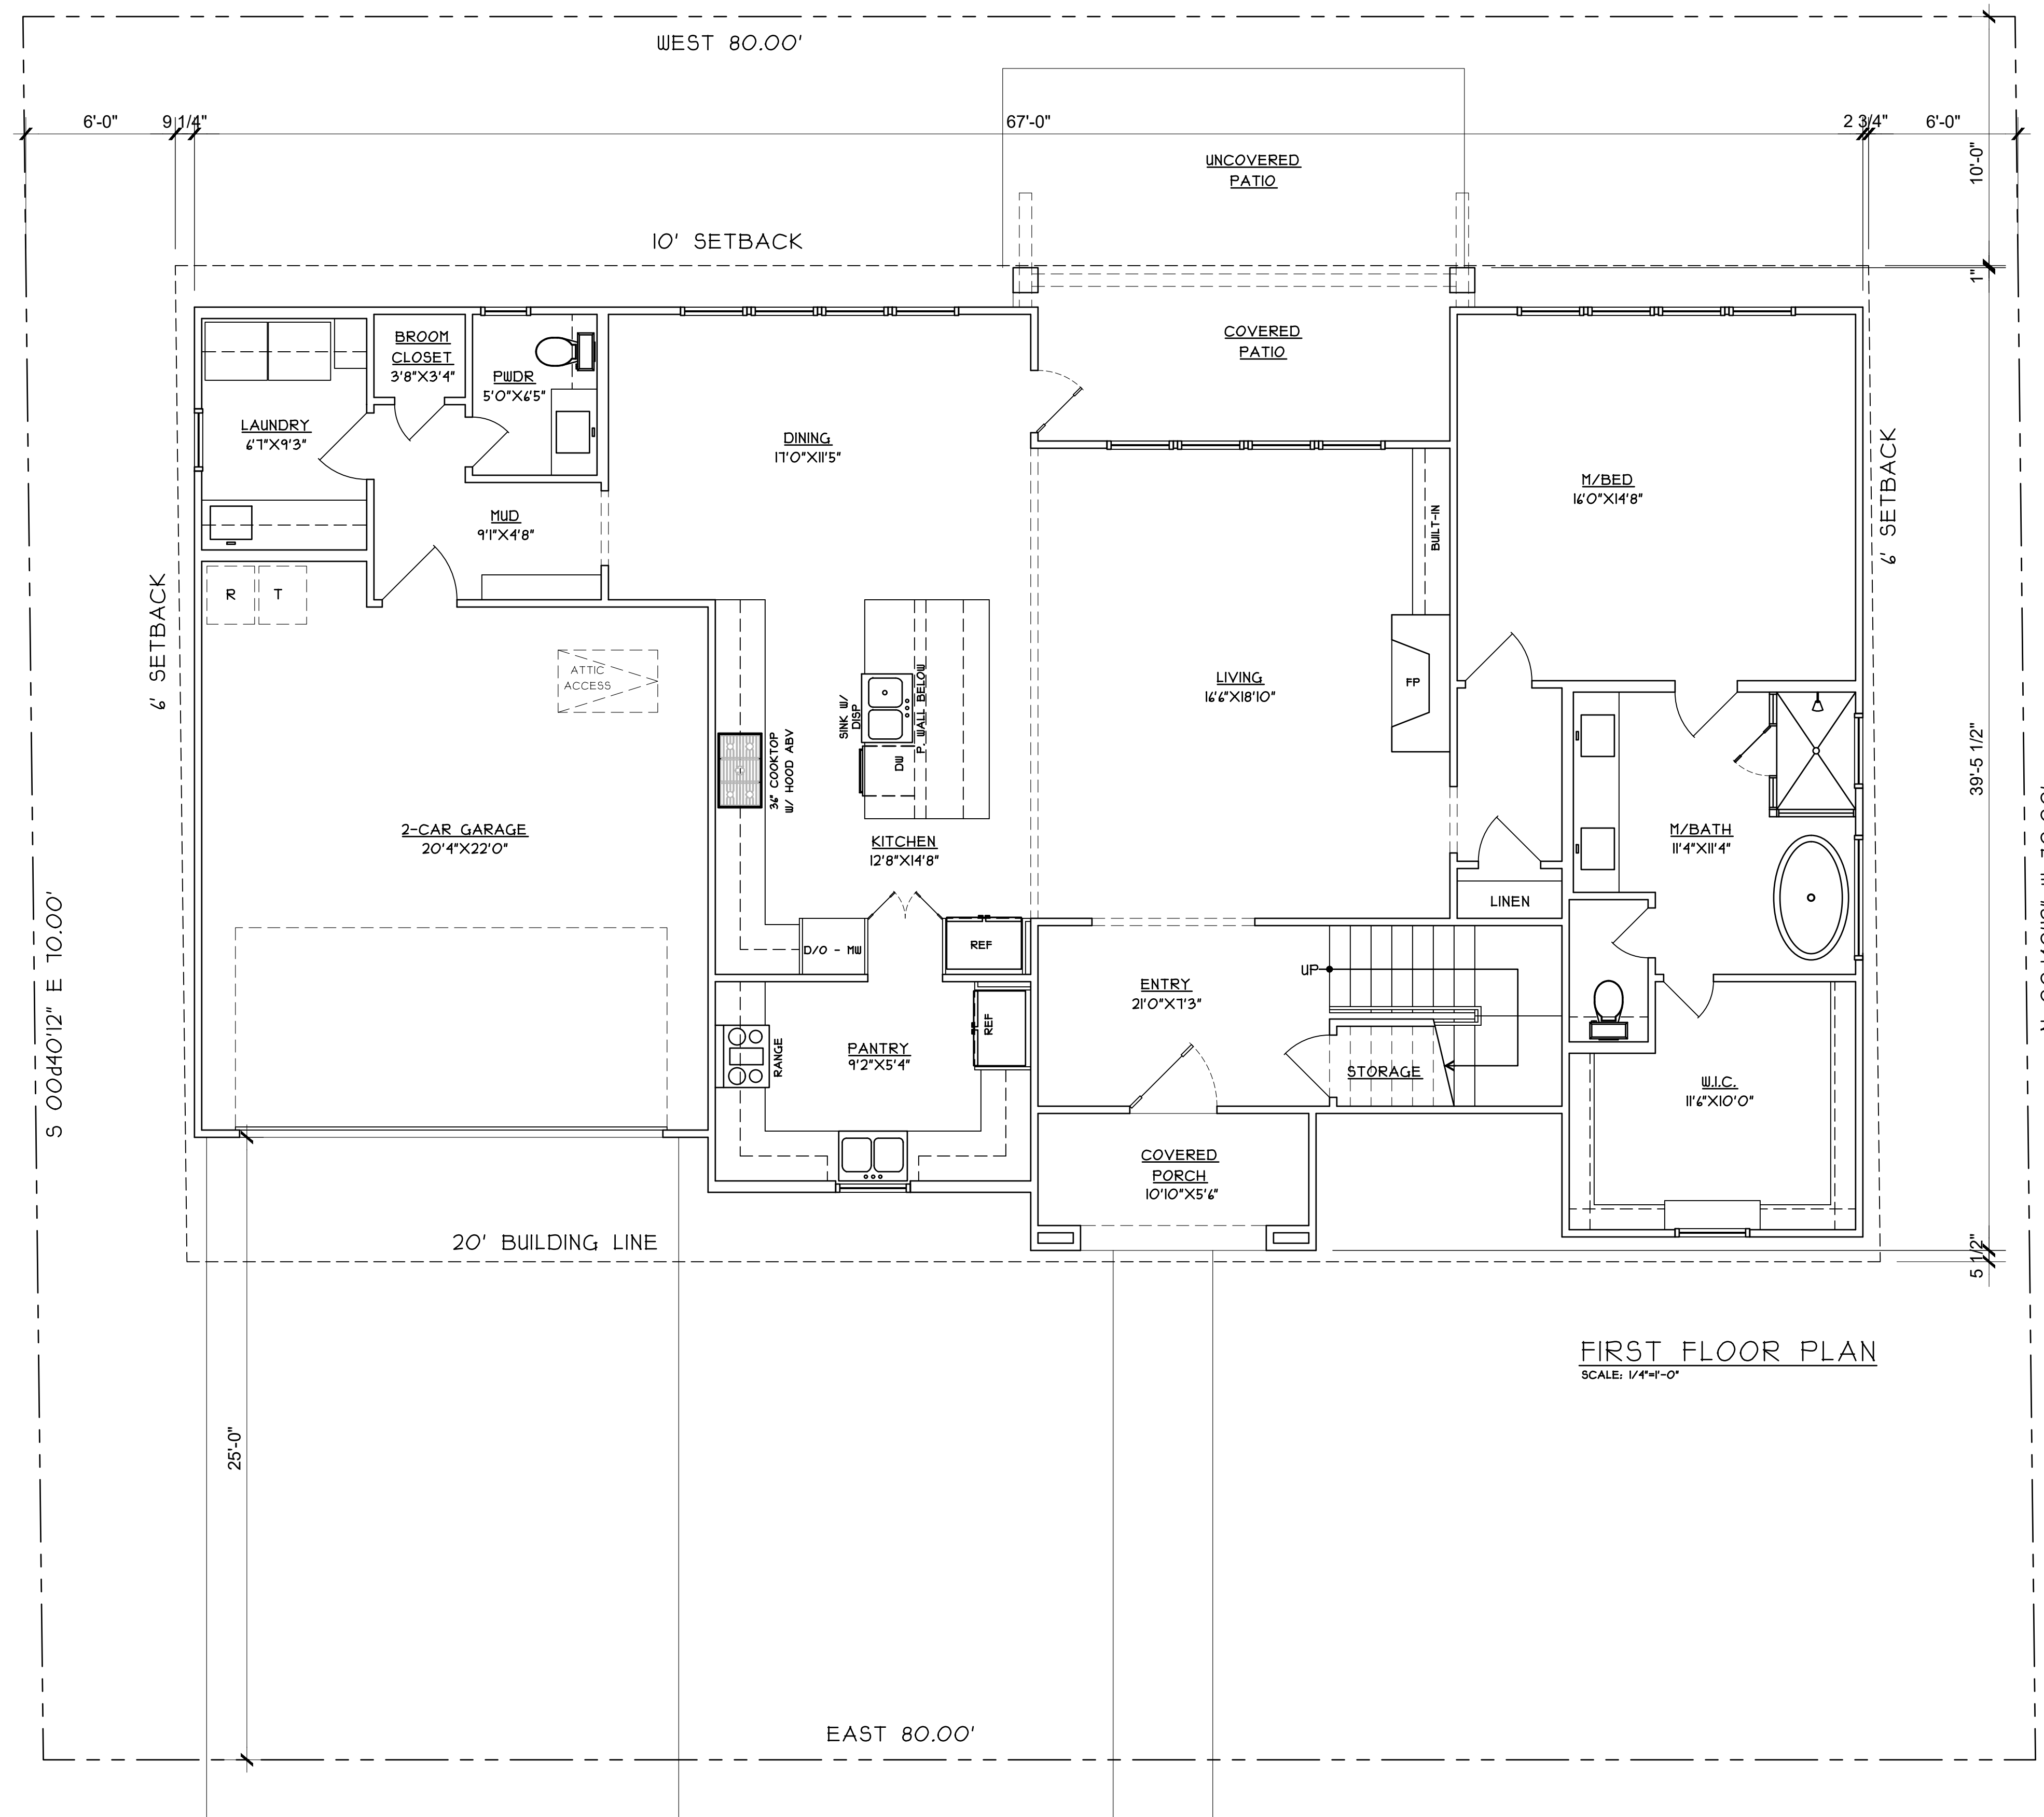 WEST 80.00'
6'-0"
9 1/4"
67'-0"
2 3/4"
6'-0"
10'-0"
UNCOVERED
PATIO
10' SETBACK
1"
COVERED
PATIO
BROOM
CLOSET
3'8"X3'4"
PWDR
5'0"X6'5"
LAUNDRY
6'7"X9'3"
DINING
17'0"X11'5"
MUD
9'1"X4'8"
M/BED
16'0"X14'8"
BUILT-IN
6' SETBACK
6' SETBACK
R
T
ATTIC
ACCESS
SINK W/
DISP
P. WALL BELOW
DW
36" COOKTOP
W/ HOOD ABV
LIVING
16'6"X18'10"
FP
39'-5 1/2"
2-CAR GARAGE
20'4"X22'0"
KITCHEN
12'8"X14'8"
M/BATH
11'4"X11'4"
LINEN
D/O - MW
REF
UP
ENTRY
21'0"X7'3"
S 00d40'12" E 70.00'
REF
RANGE
PANTRY
9'2"X5'4"
STORAGE
W.I.C.
11'6"X10'0"
COVERED
PORCH
10'10"X5'6"
20' BUILDING LINE
5 1/2"
FIRST FLOOR PLAN
SCALE: 1/4"=1'-0"
25'-0"
EAST 80.00'